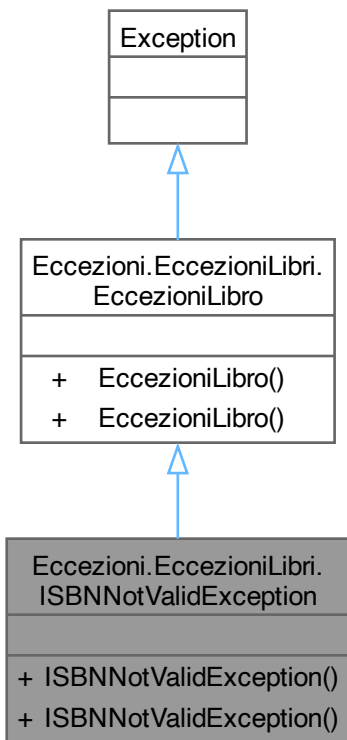 Exception
Eccezioni.EccezioniLibri.
EccezioniLibro
+ EccezioniLibro()
+ EccezioniLibro()
Eccezioni.EccezioniLibri.
ISBNNotValidException
+ ISBNNotValidException()
+ ISBNNotValidException()